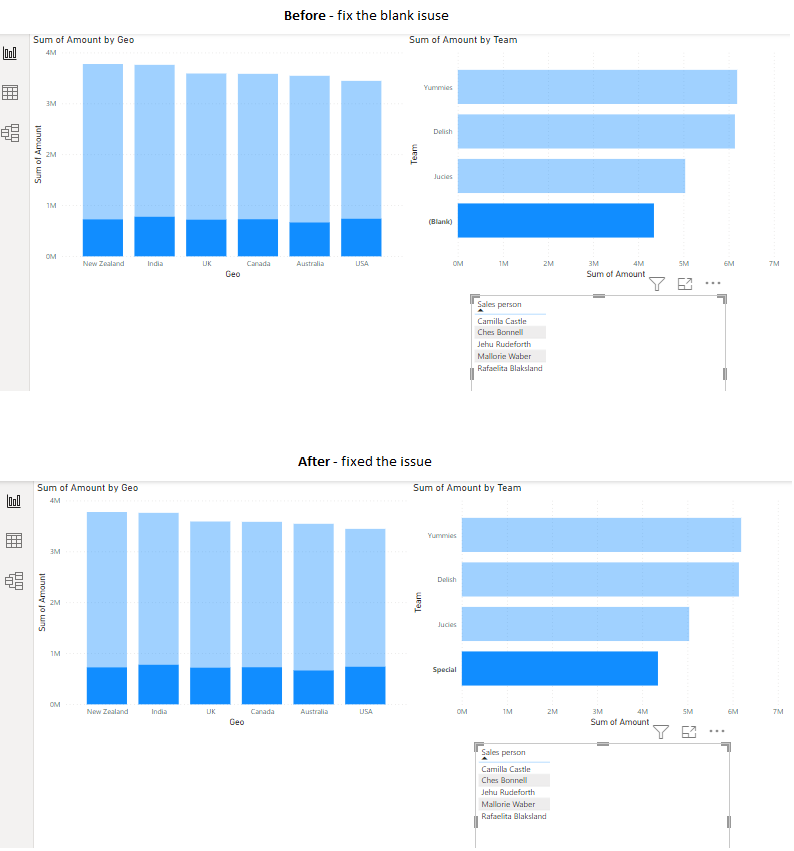 Before - fix the blank isuse
Sum of Amount by Geo
4M
3M
2M
1M
0M
Sum of Amount
New Zealand India UK Canada Australia USA
Geo
Sum of Amount by Team
Team
Yummies
Delish
Jucies
(Blank)
0M 1M 2M 3M 4M 5M 6M 7M
Sum of Amount
Sales person
Camilla Castle
Ches Bonnell
Jehu Rudeforth
Mallorie Waber
Rafaelita Blaksland
After - fixed the issue
Sum of Amount by Geo
4M
3M
2M
1M
0M
Sum of Amount
New Zealand India UK Canada Australia USA
Geo
Sum of Amount by Team
Team
Yummies
Delish
Jucies
Special
0M 1M 2M 3M 4M 5M 6M 7M
Sum of Amount
Sales person
Camilla Castle
Ches Bonnell
Jehu Rudeforth
Mallorie Waber
Rafaelita Blaksland